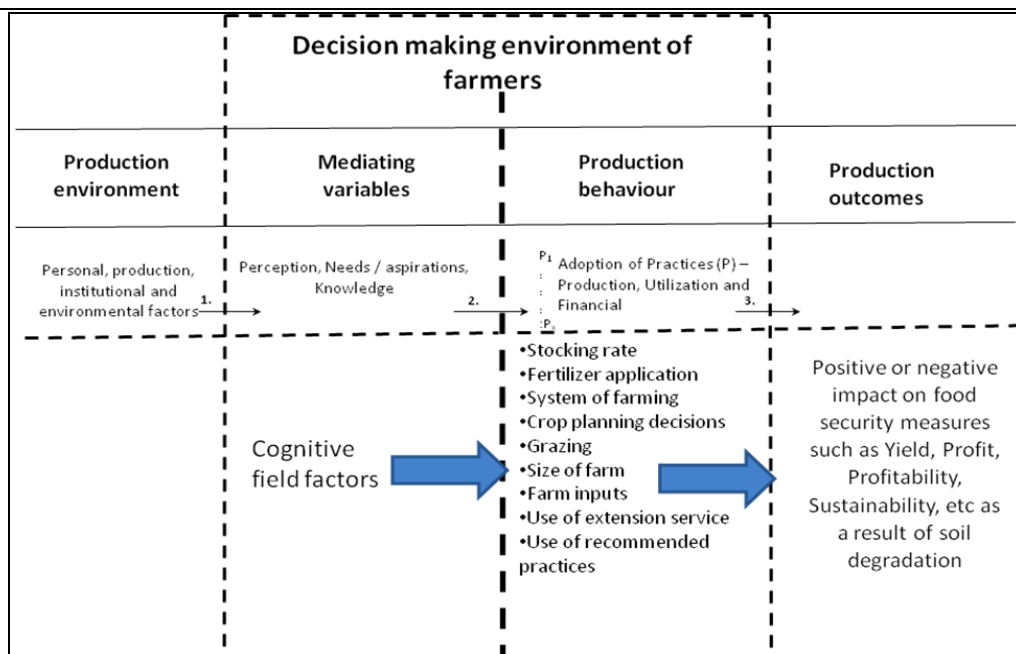 Decision making environment of
farmers
Production
environment
Mediating
variables
Production
behaviour
Production
outcomes
Personal, production,
institutional and
environmental factors
1.
Perception, Needs / aspirations,
Knowledge
2.
P1
:
:
:
Adoption of Practices (P) –
Production, Utilization and
Financial
3.
Cognitive
field factors
•Stocking rate
•Fertilizer application
•System of farming
•Crop planning decisions
•Grazing
•Size of farm
•Farm inputs
•Use of extension service
•Use of recommended
practices
Positive or negative
impact on food
security measures
such as Yield, Profit,
Profitability,
Sustainability, etc as
a result of soil
degradation